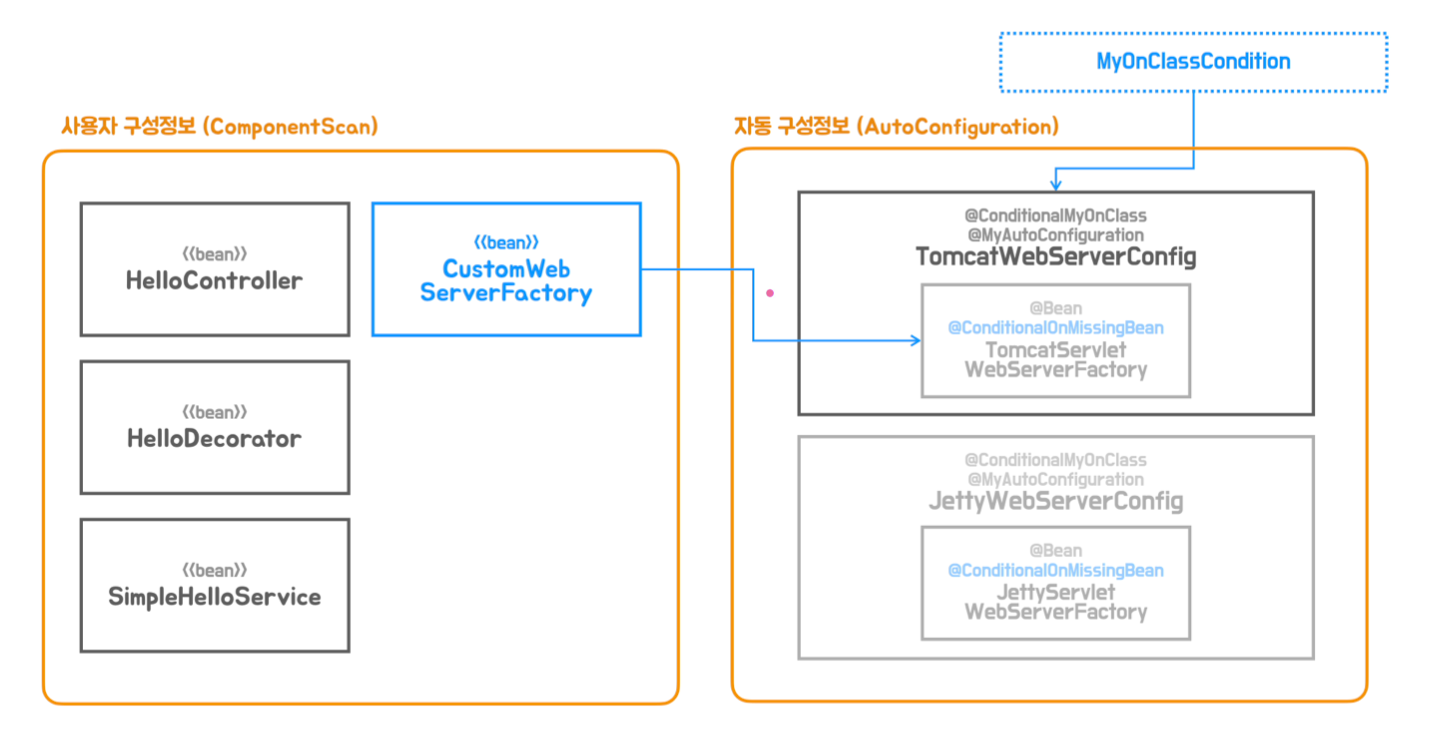 MyOnClassCondition
사용자 구성정보 (ComponentScan)
⟨⟨bean⟩⟩
HelloController
⟨⟨bean⟩⟩
CustomWeb
ServerFactory
⟨⟨bean⟩⟩
HelloDecorator
⟨⟨bean⟩⟩
SimpleHelloService
자동 구성정보 (AutoConfiguration)
@ConditionalMyOnClass
@MyAutoConfiguration
TomcatWebServerConfig
@Bean
@ConditionalOnMissingBean
TomcatServlet
WebServerFactory
@ConditionalMyOnClass
@MyAutoConfiguration
JettyWebServerConfig
@Bean
@ConditionalOnMissingBean
JettyServlet
WebServerFactory